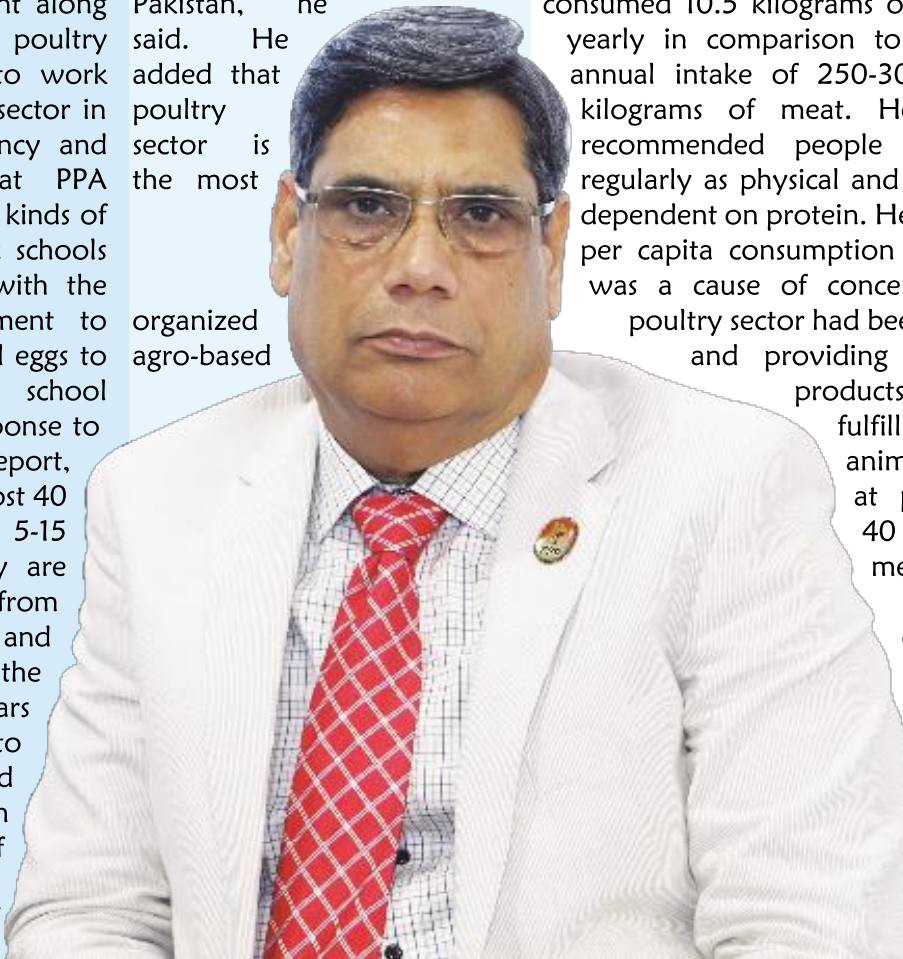 nt along
poultry
to work
sector in
ncy and
at PPA
kinds of
schools
with the
ment to
eggs to
school
ponse to
eport,
ost 40
5-15
y are
from
and
the
ars
to
Pakistan, he
said. He
added that
poultry
sector is
the most
organized
agro-based
consumed 10.5 kilograms o
yearly in comparison to
annual intake of 250-30
kilograms of meat. He
recommended people
regularly as physical and
dependent on protein. He
per capita consumption
was a cause of conce
poultry sector had bee
and providing
products
fulfill
anim
at
40
me